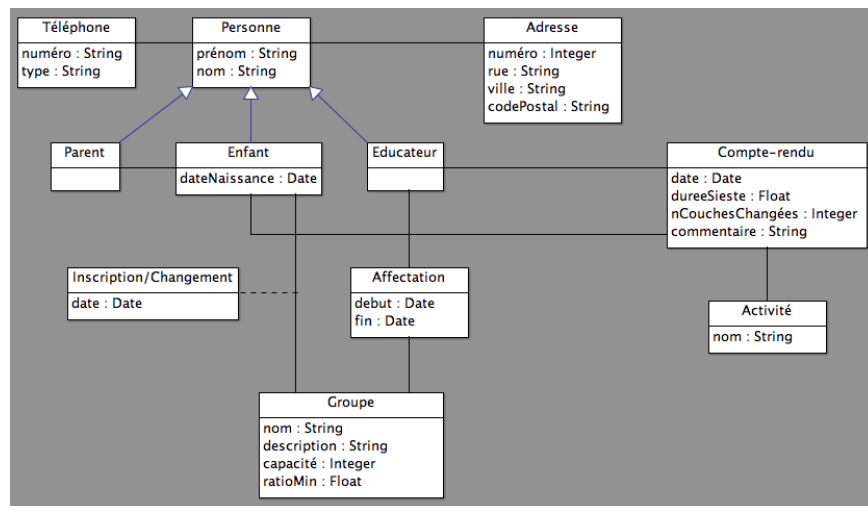 Téléphone
numéro : String
type : String
Personne
prénom : String
nom : String
Adresse
numéro : Integer
rue : String
ville : String
codePostal : String
Parent
Enfant
dateNaissance : Date
Educateur
Compte-rendu
date : Date
dureeSieste : Float
nCouchesChangées : Integer
commentaire : String
Inscription/Changement
date : Date
Affectation
debut : Date
fin : Date
Activité
nom : String
Groupe
nom : String
description : String
capacité : Integer
ratioMin : Float